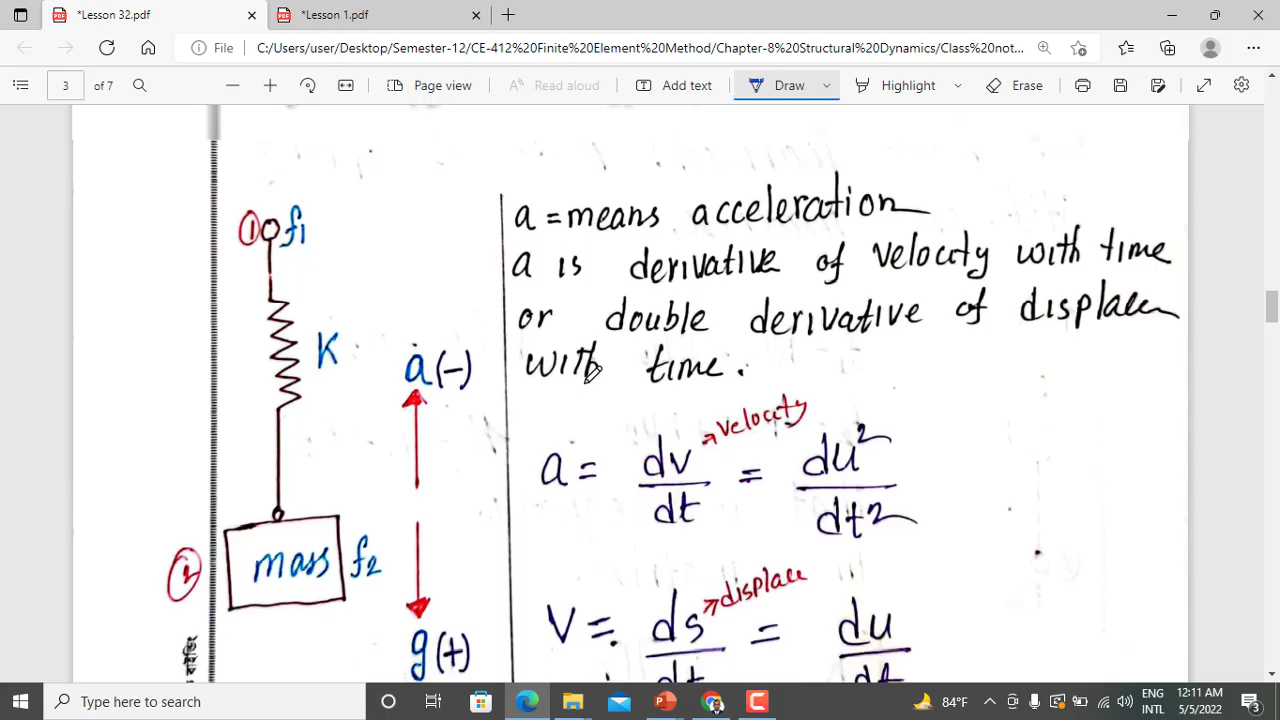 *Lesson 32.pdf
*Lesson 1.pdf
File C:/Users/user/Desktop/Semester-12/CE-412%20Finite%20Element%20Method/Chapter-8%20Structural%20Dynamics/Class%20not...
3 of 7
Page view
Read aloud
Add text
Draw
Highlight
Erase
① f1
K
a(-)
② mass f2
g(+)
a = means acceleration
a is derivative of velocity with time
or double derivative of displacem
with time.
velocity
a = dv = du²
dt dt2
displace
V = ds = du
dt dt
Type here to search
84°F
ENG
INTL
12:11 AM
5/5/2022